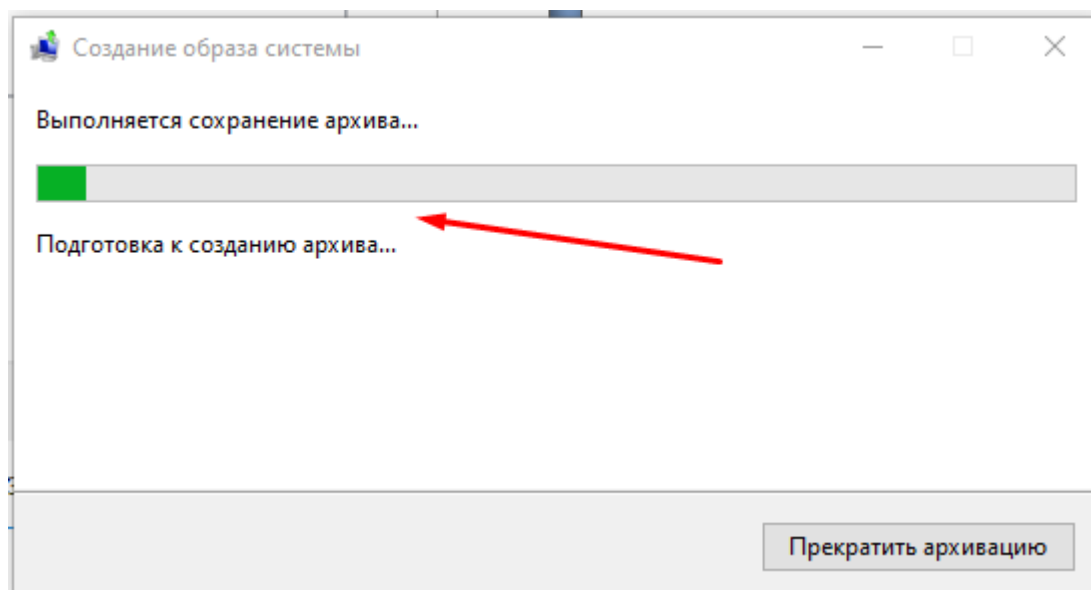 Создание образа системы
Выполняется сохранение архива...
Подготовка к созданию архива...
Прекратить архивацию